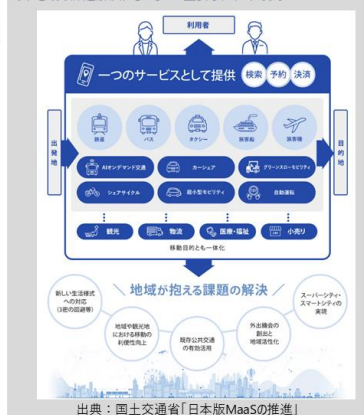 利用者
一つのサービスとして提供
検索
予約
決済
出発地
目的地
鉄道
バス
タクシー
旅客船
旅客機
AIオンデマンド交通
カーシェア
グリーンスローモビリティ
シェアサイクル
超小型モビリティ
自動運転
観光
物流
医療・福祉
小売り
移動目的とも一体化
地域が抱える課題の解決
新しい生活様式
への対応
(3密の回避等)
地域や観光地
における移動の
利便性向上
既存公共交通
の有効活用
外出機会の
創出と
地域活性化
スーパーシティ・
スマートシティの
実現
出典：国土交通省「日本版MaaSの推進」